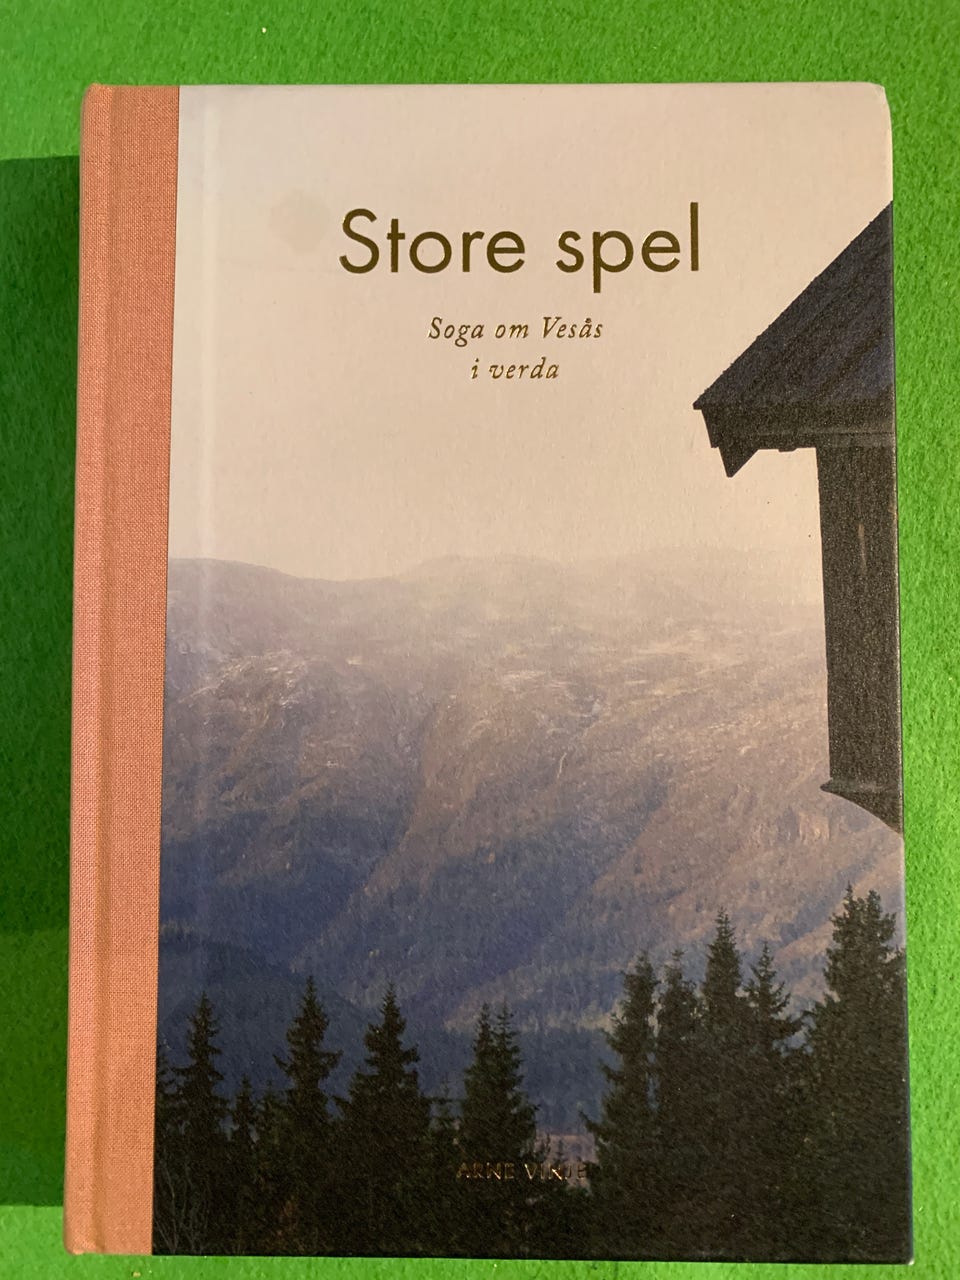 Store spel
Soga om Vesås
i verda
ARNE VINJE